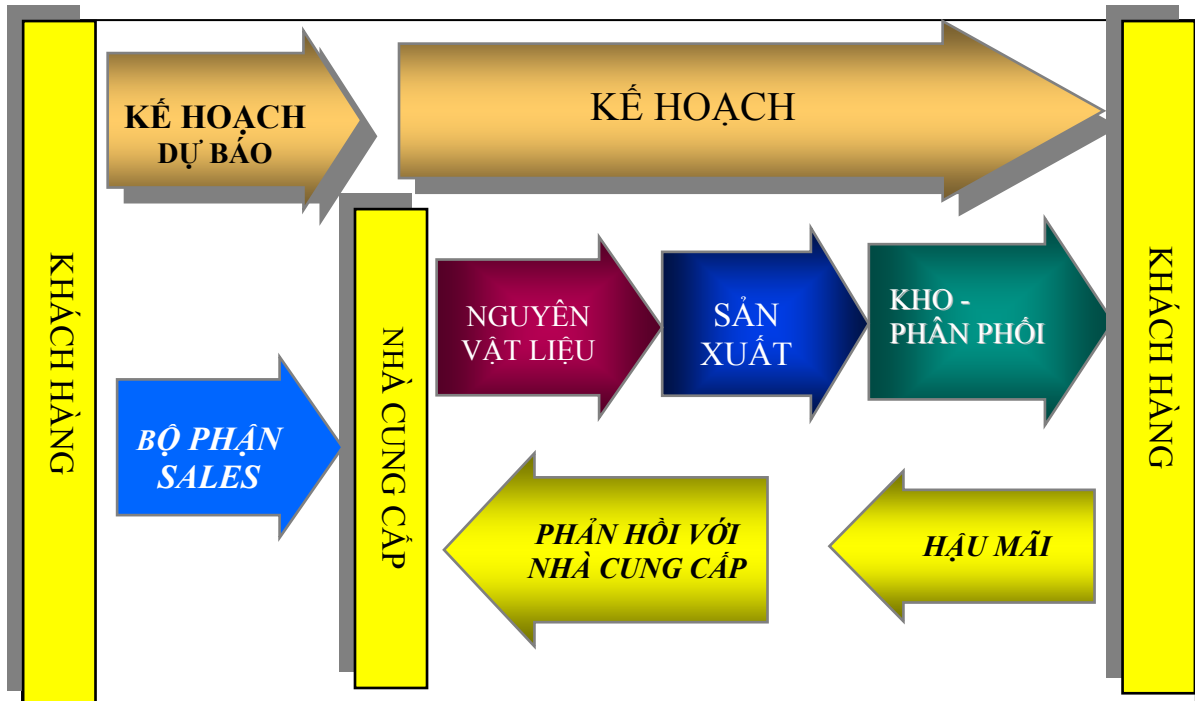 KHÁCH HÀNG
KẾ HOẠCH
DỰ BÁO
KẾ HOẠCH
BỘ PHẬN
SALES
NHÀ CUNG CẤP
NGUYÊN
VẬT LIỆU
SẢN
XUẤT
KHO -
PHÂN PHỐI
PHẢN HỒI VỚI
NHÀ CUNG CẤP
HẬU MÃI
KHÁCH HÀNG